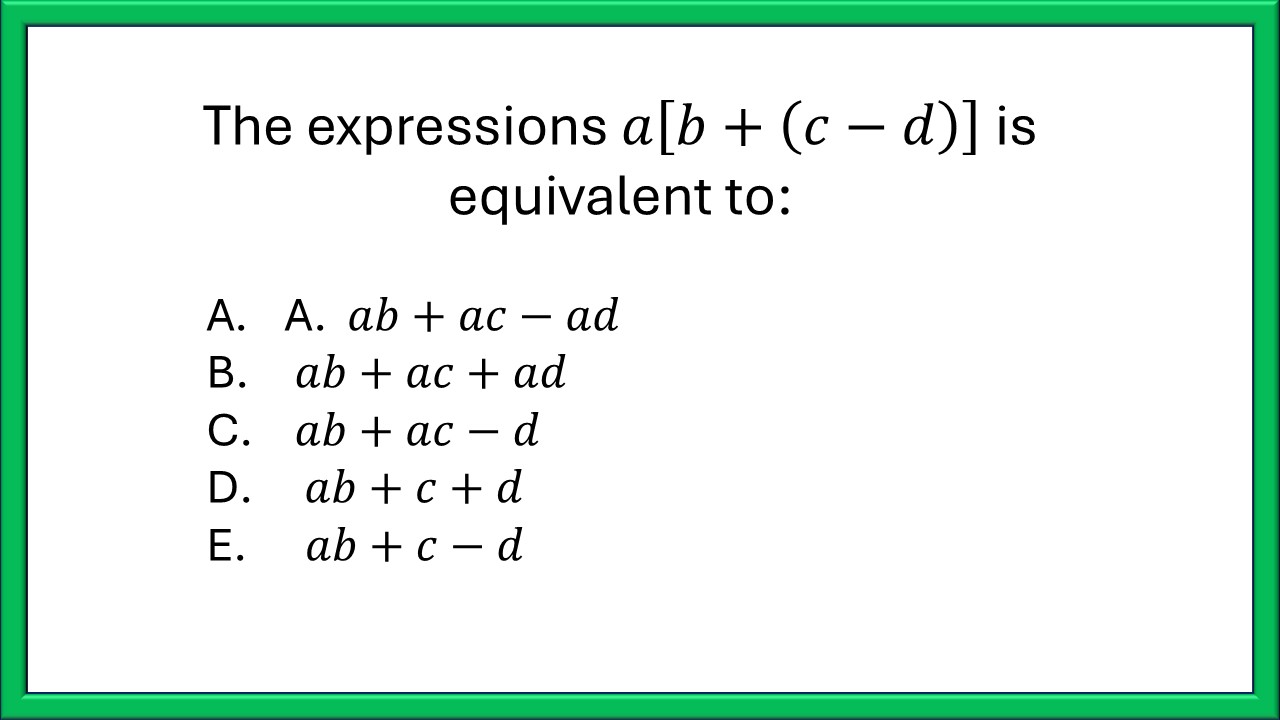 The expressions a[b + (c − d)] is
equivalent to:
A. A. ab + ac − ad
B. ab + ac + ad
C. ab + ac − d
D. ab + c + d
E. ab + c − d